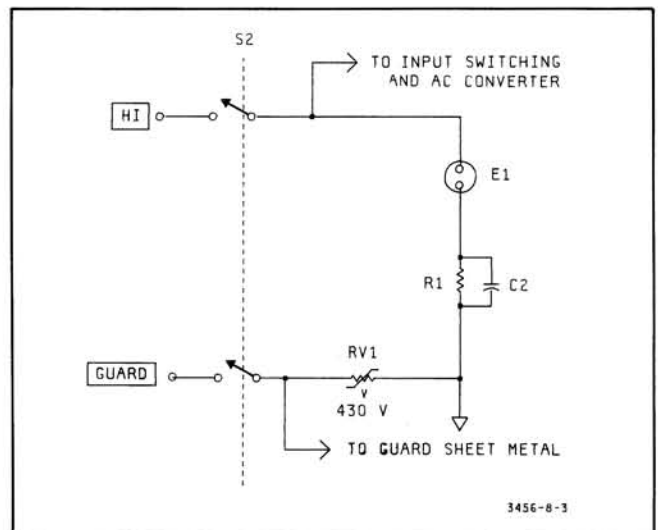 S2
TO INPUT SWITCHING
AND AC CONVERTER
HI
E1
R1
C2
RV1
GUARD
V
430 V
TO GUARD SHEET METAL
3456-8-3